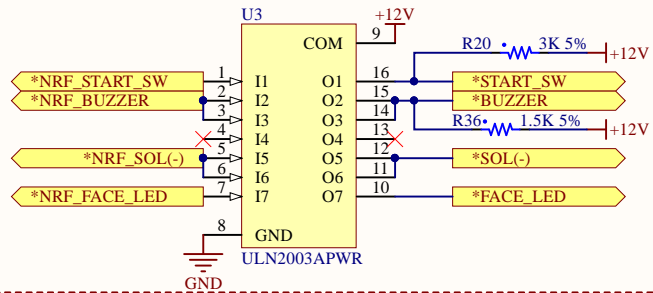 U3
+12V
COM 9
R20 3K 5% +12V
*NRF_START_SW 1 I1 O1 16 *START_SW
*NRF_BUZZER 2 I2 O2 15 *BUZZER
3 I3 O3 14
4 I4 O4 13
R36 1.5K 5% +12V
*NRF_SOL(-) 5 I5 O5 12 *SOL(-)
6 I6 O6 11
*NRF_FACE_LED 7 I7 O7 10 *FACE_LED
8 GND
ULN2003APWR
GND